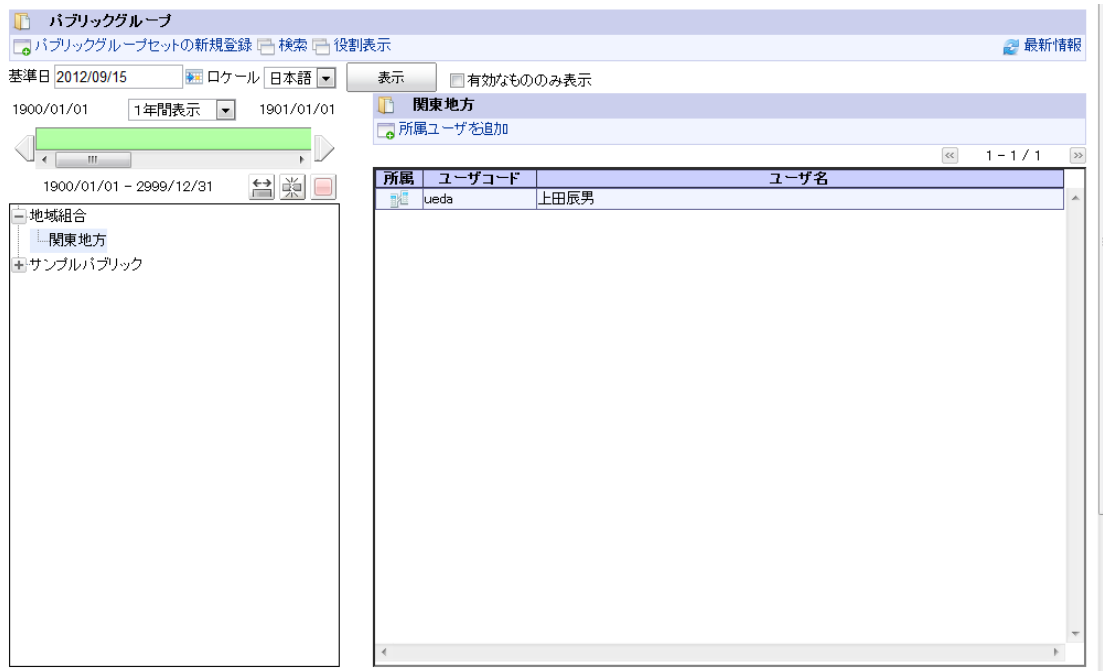 パブリックグループ
パブリックグループセットの新規登録 検索 役割表示 最新情報
基準日 2012/09/15 ロケール 日本語 表示 有効なもののみ表示
1900/01/01 1年間表示 1901/01/01
関東地方
所属ユーザを追加
1 - 1 / 1
1900/01/01 - 2999/12/31
所属 ユーザコード ユーザ名
ueda 上田辰男
地域組合
関東地方
サンプルパブリック